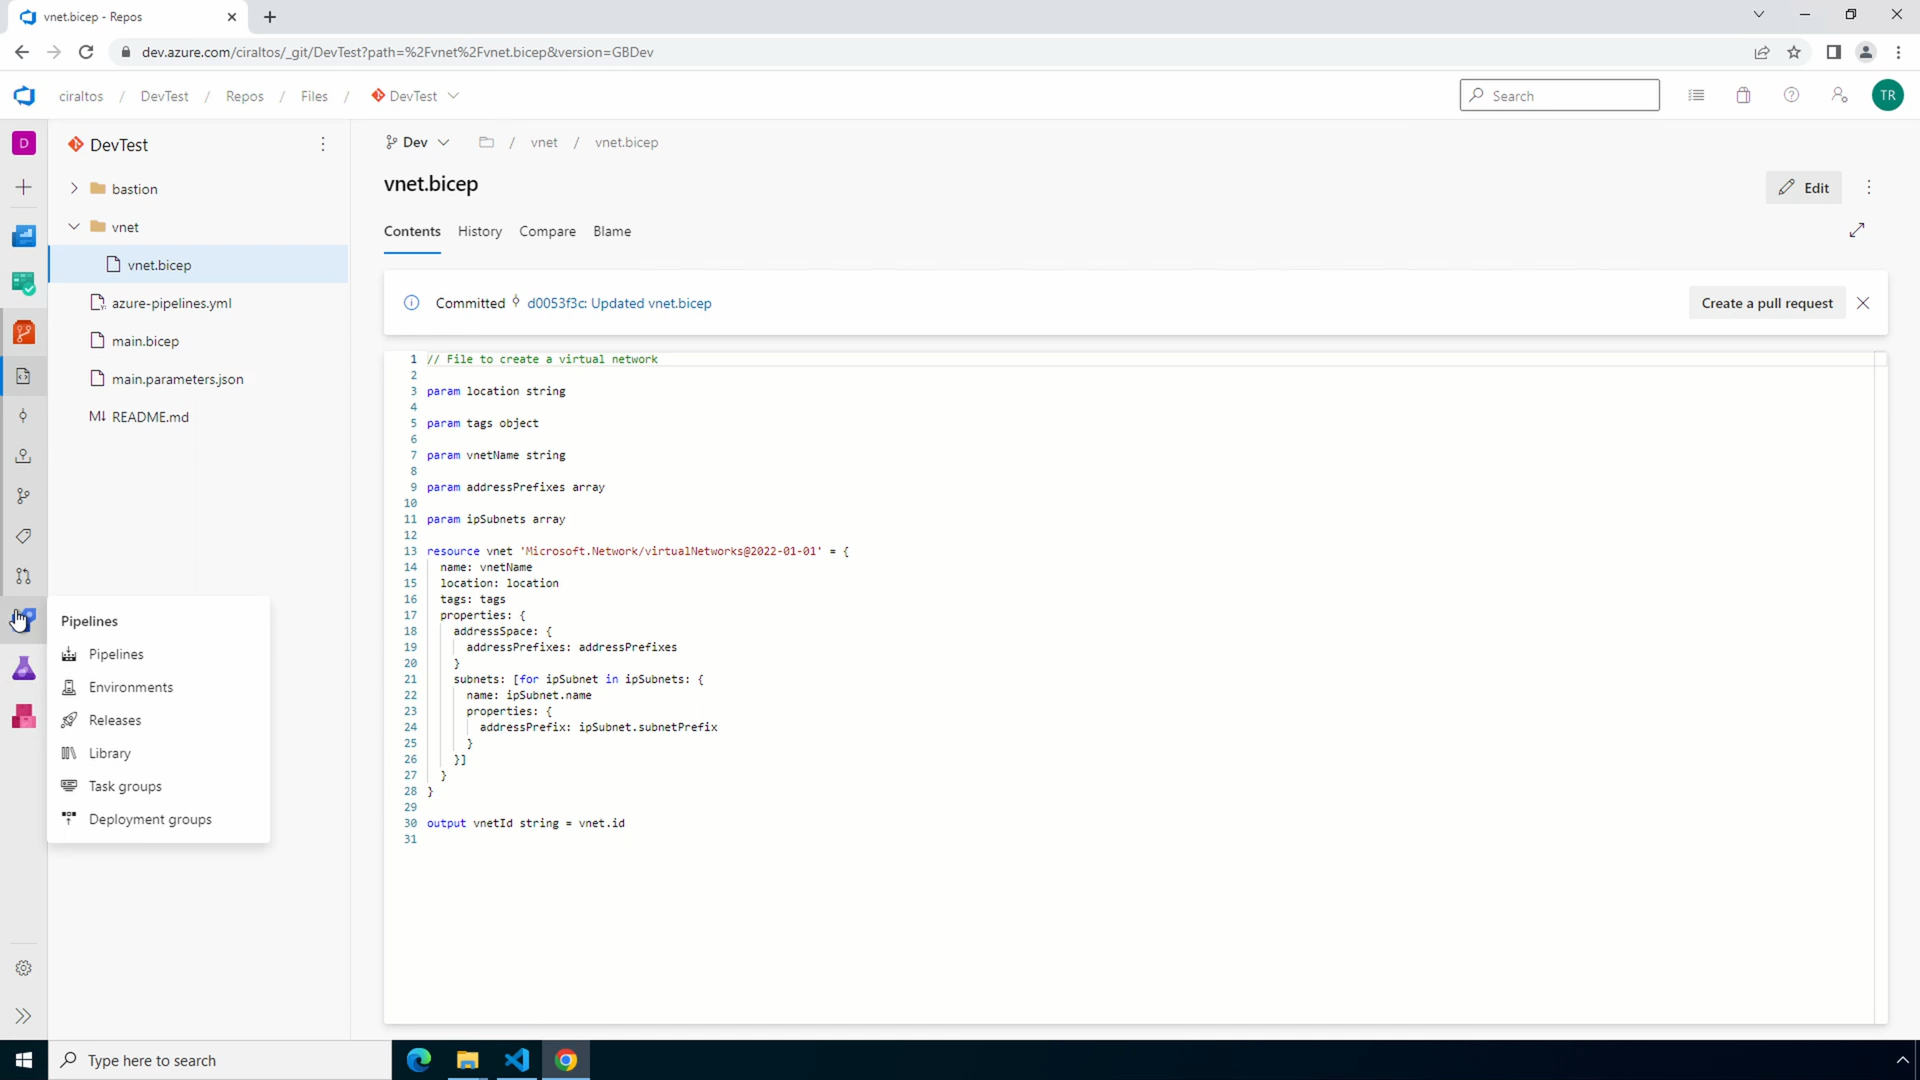 vnet.bicep - Repos
dev.azure.com/ciraltos/_git/DevTest?path=%2Fvnet%2Fvnet.bicep&version=GBDev
ciraltos / DevTest / Repos / Files / DevTest
Search
TR
D
DevTest
bastion
vnet
vnet.bicep
azure-pipelines.yml
main.bicep
main.parameters.json
M↓ README.md
Pipelines
Pipelines
Environments
Releases
Library
Task groups
Deployment groups
Dev / vnet / vnet.bicep
vnet.bicep
Edit
Contents History Compare Blame
Committed d0053f3c: Updated vnet.bicep
Create a pull request
1 // File to create a virtual network
2
3 param location string
4
5 param tags object
6
7 param vnetName string
8
9 param addressPrefixes array
10
11 param ipSubnets array
12
13 resource vnet 'Microsoft.Network/virtualNetworks@2022-01-01' = {
14 name: vnetName
15 location: location
16 tags: tags
17 properties: {
18 addressSpace: {
19 addressPrefixes: addressPrefixes
20 }
21 subnets: [for ipSubnet in ipSubnets: {
22 name: ipSubnet.name
23 properties: {
24 addressPrefix: ipSubnet.subnetPrefix
25 }
26 }]
27 }
28 }
29
30 output vnetId string = vnet.id
31
Type here to search